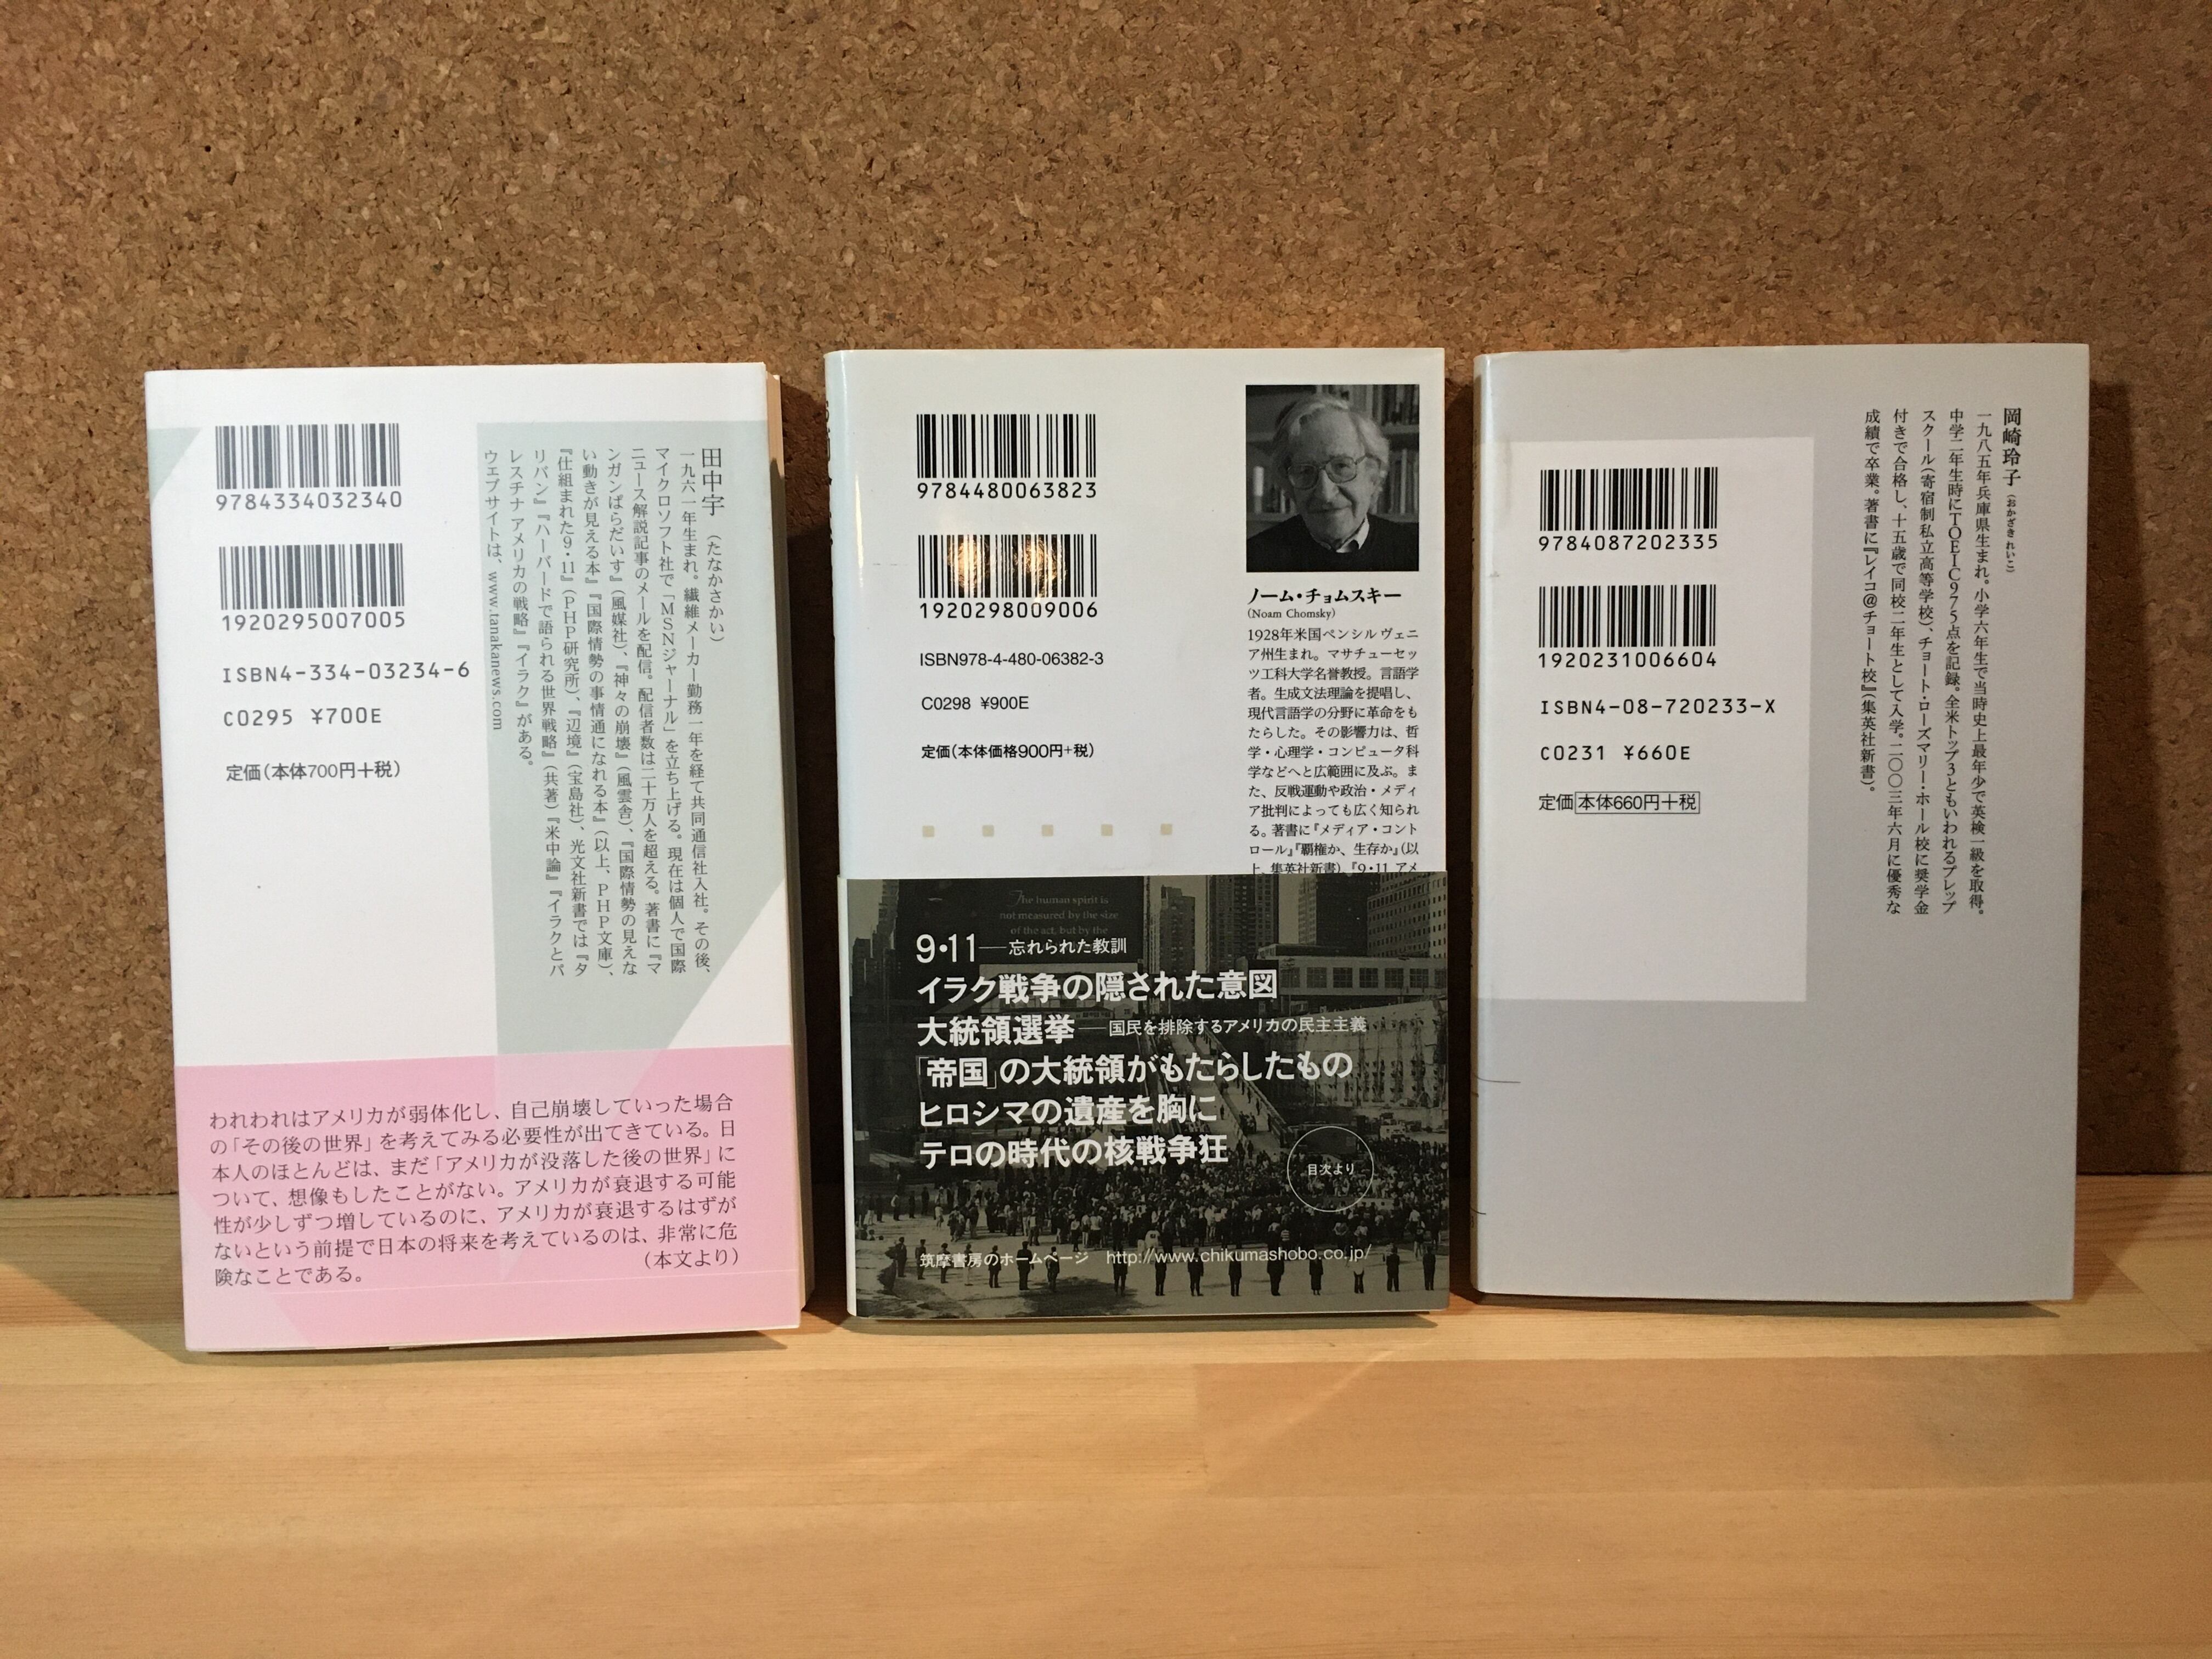 9784334032340
1920295007005
ISBN4-334-03234-6
C0295 ¥700E
定価(本体700円+税)
田中宇(たなかさかい)
一九六一年生まれ。繊維メーカー勤務一年を経て共同通信社入社。その後、
マイクロソフト社で「MSNジャーナル」を立ち上げる。現在は個人で国際
ニュース解説記事のメールを配信。配信者数は二十万人を超える。著書に『マ
ンガンぱらだいす』(風媒社)、『神々の崩壊』(風雲舎)、『国際情勢の見えな
い動きが見える本』『国際情勢の事情通になれる本』(以上、PHP文庫)、
『仕組まれた9・11』(PHP研究所)、『辺境』(宝島社)、光文社新書では『タ
リバン』『ハーバードで語られる世界戦略』(共著)『米中論』『イラクとパ
レスチナ アメリカの戦略』『イラク』がある。
ウェブサイトは、www.tanakanews.com
われわれはアメリカが弱体化し、自己崩壊していった場合
の「その後の世界」を考えてみる必要性が出てきている。日
本人のほとんどは、まだ「アメリカが没落した後の世界」に
ついて、想像もしたことがない。アメリカが衰退する可能
性が少しずつ増しているのに、アメリカが衰退するはずが
ないという前提で日本の将来を考えているのは、非常に危
険なことである。 (本文より)
9784480063823
1920298009006
ISBN978-4-480-06382-3
C0298 ¥900E
定価(本体価格900円+税)
ノーム・チョムスキー
(Noam Chomsky)
1928年米国ペンシルヴェニ
ア州生まれ。マサチューセッ
ツ工科大学名誉教授。言語学
者。生成文法理論を提唱し、
現代言語学の分野に革命をも
たらした。その影響力は、哲
学・心理学・コンピュータ科
学などへと広範囲に及ぶ。ま
た、反戦運動や政治・メディ
ア批判によっても広く知られ
る。著書に『メディア・コント
ロール』『覇権か、生存か』(以
上、集英社新書)、『9・11 アメ
The human spirit is
not measured by the size
of the act, but by the
9・11——忘れられた教訓
イラク戦争の隠された意図
大統領選挙——国民を排除するアメリカの民主主義
「帝国」の大統領がもたらしたもの
ヒロシマの遺産を胸に
テロの時代の核戦争狂
目次より
筑摩書房のホームページ http://www.chikumashobo.co.jp/
9784087202335
1920231006604
ISBN4-08-720233-X
C0231 ¥660E
定価 本体660円+税
岡崎玲子(おかざき れいこ)
一九八五年兵庫県生まれ。小学六年生で当時史上最年少で英検一級を取得。
中学二年生時にTOEIC975点を記録。全米トップ3ともいわれるプレップ
スクール(寄宿制私立高等学校)、チョート・ローズマリー・ホール校に奨学金
付きで合格し、十五歳で同校二年生として入学。二〇〇三年六月に優秀な
成績で卒業。著書に『レイコ@チョート校』(集英社新書)。